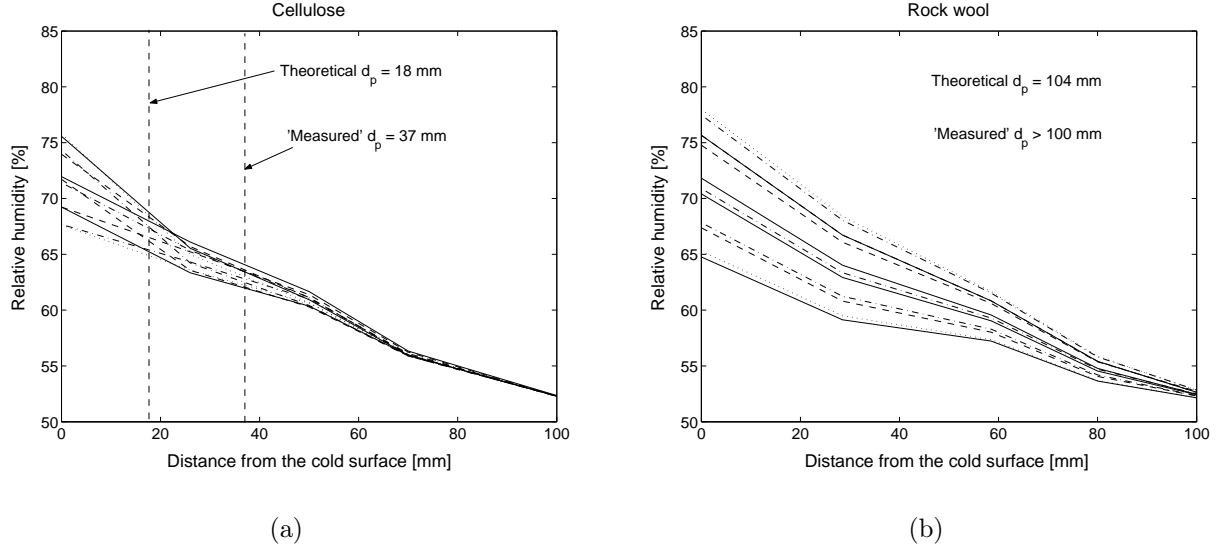 Cellulose
85
80
75
70
65
60
55
50
Relative humidity [%]
Theoretical d_p = 18 mm
'Measured' d_p = 37 mm
0 20 40 60 80 100
Distance from the cold surface [mm]
(a)
Rock wool
85
80
75
70
65
60
55
50
Relative humidity [%]
Theoretical d_p = 104 mm
'Measured' d_p > 100 mm
0 20 40 60 80 100
Distance from the cold surface [mm]
(b)